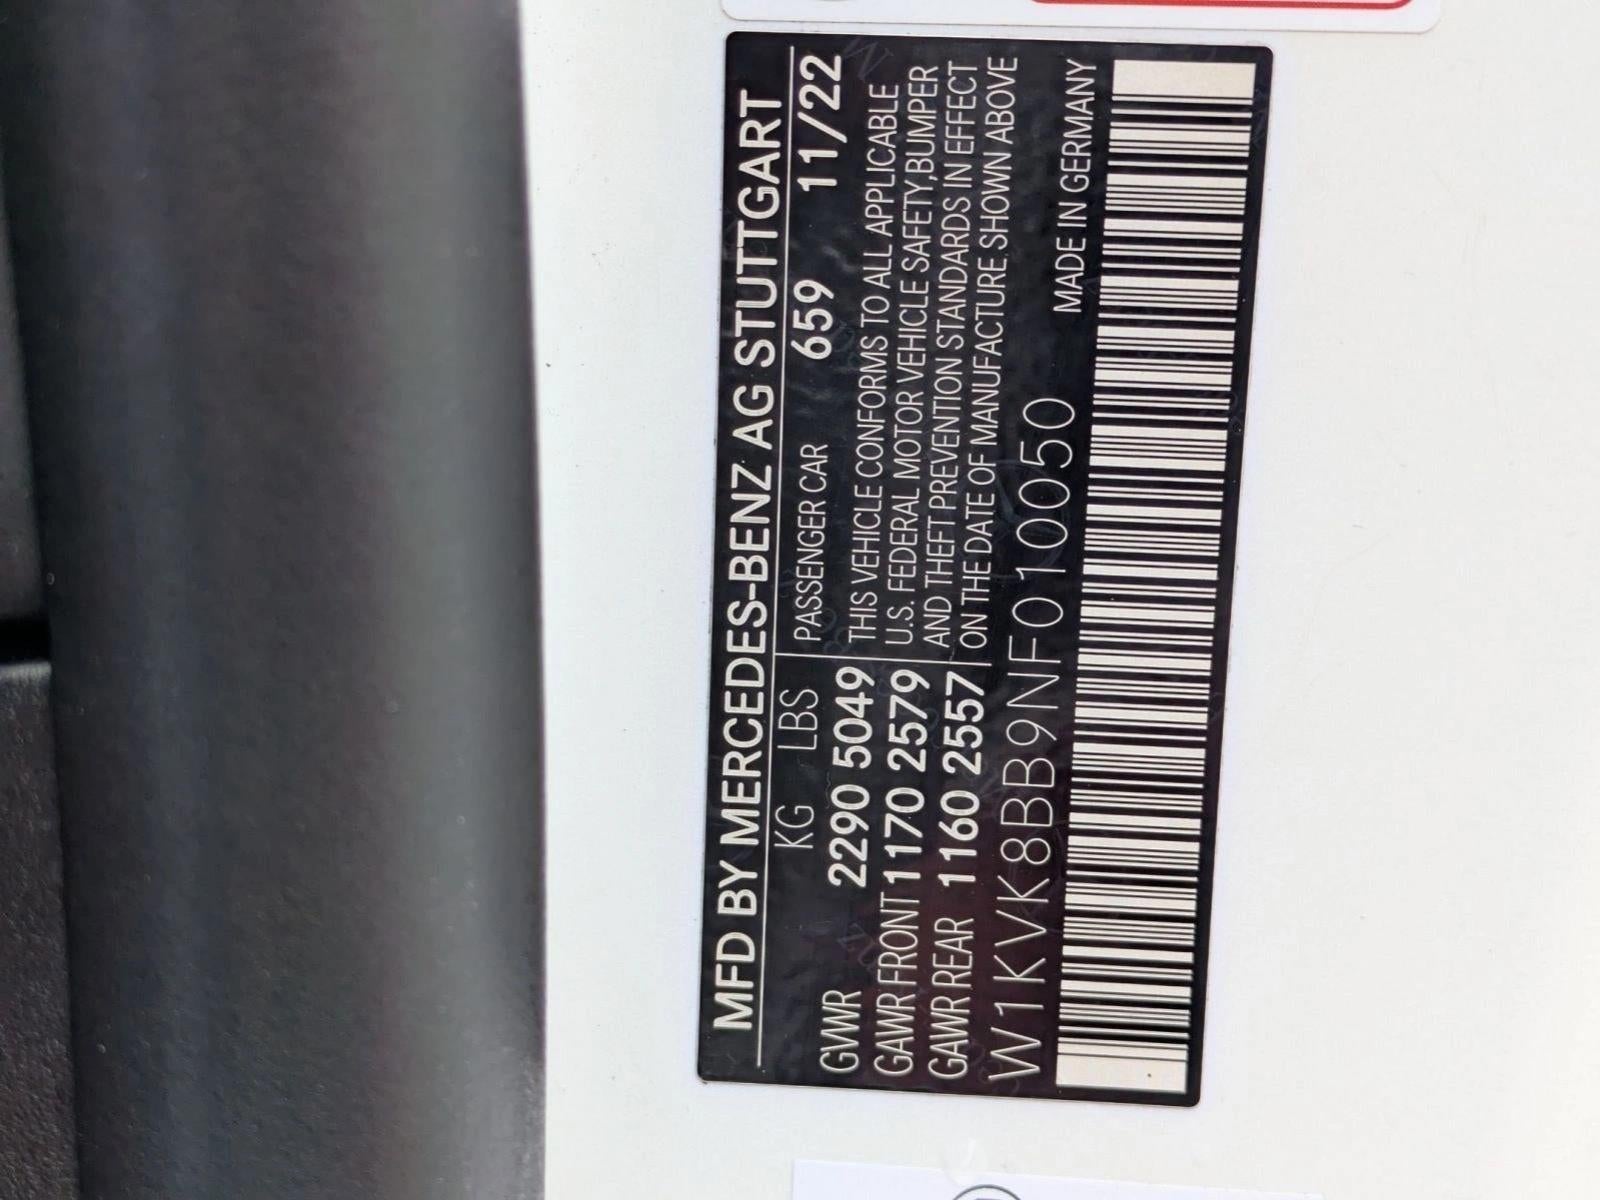 MFD BY MERCEDES-BENZ AG STUTTGART
KG LBS PASSENGER CAR 659 11/22
GVWR 2290 5049
GAWR FRONT 1170 2579
GAWR REAR 1160 2557
THIS VEHICLE CONFORMS TO ALL APPLICABLE
U.S. FEDERAL MOTOR VEHICLE SAFETY,BUMPER
AND THEFT PREVENTION STANDARDS IN EFFECT
ON THE DATE OF MANUFACTURE SHOWN ABOVE
W1KVK8BB9NF010050
MADE IN GERMANY